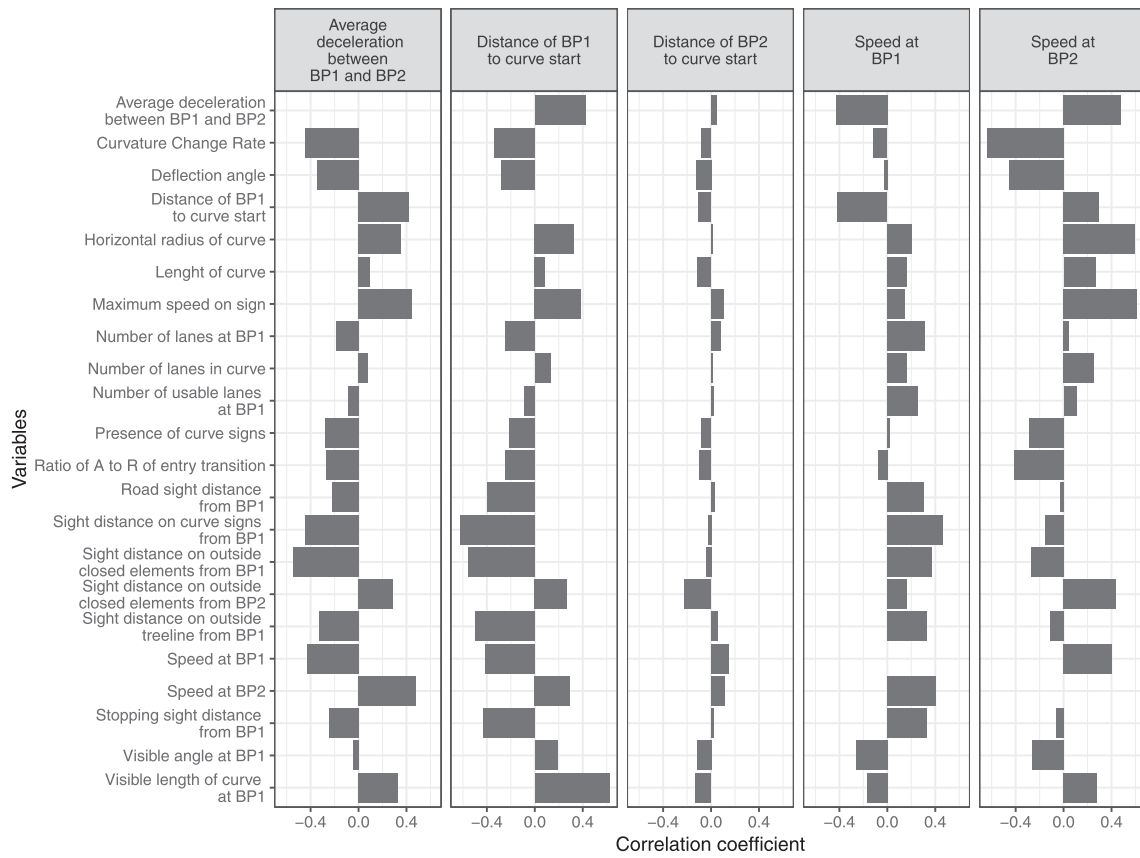 Average
deceleration
between
BP1 and BP2
Distance of BP1
to curve start
Distance of BP2
to curve start
Speed at
BP1
Speed at
BP2
Variables
Average deceleration
between BP1 and BP2
Curvature Change Rate
Deflection angle
Distance of BP1
to curve start
Horizontal radius of curve
Lenght of curve
Maximum speed on sign
Number of lanes at BP1
Number of lanes in curve
Number of usable lanes
at BP1
Presence of curve signs
Ratio of A to R of entry transition
Road sight distance
from BP1
Sight distance on curve signs
from BP1
Sight distance on outside
closed elements from BP1
Sight distance on outside
closed elements from BP2
Sight distance on outside
treeline from BP1
Speed at BP1
Speed at BP2
Stopping sight distance
from BP1
Visible angle at BP1
Visible length of curve
at BP1
−0.4 0.0 0.4 −0.4 0.0 0.4 −0.4 0.0 0.4 −0.4 0.0 0.4 −0.4 0.0 0.4
Correlation coefficient